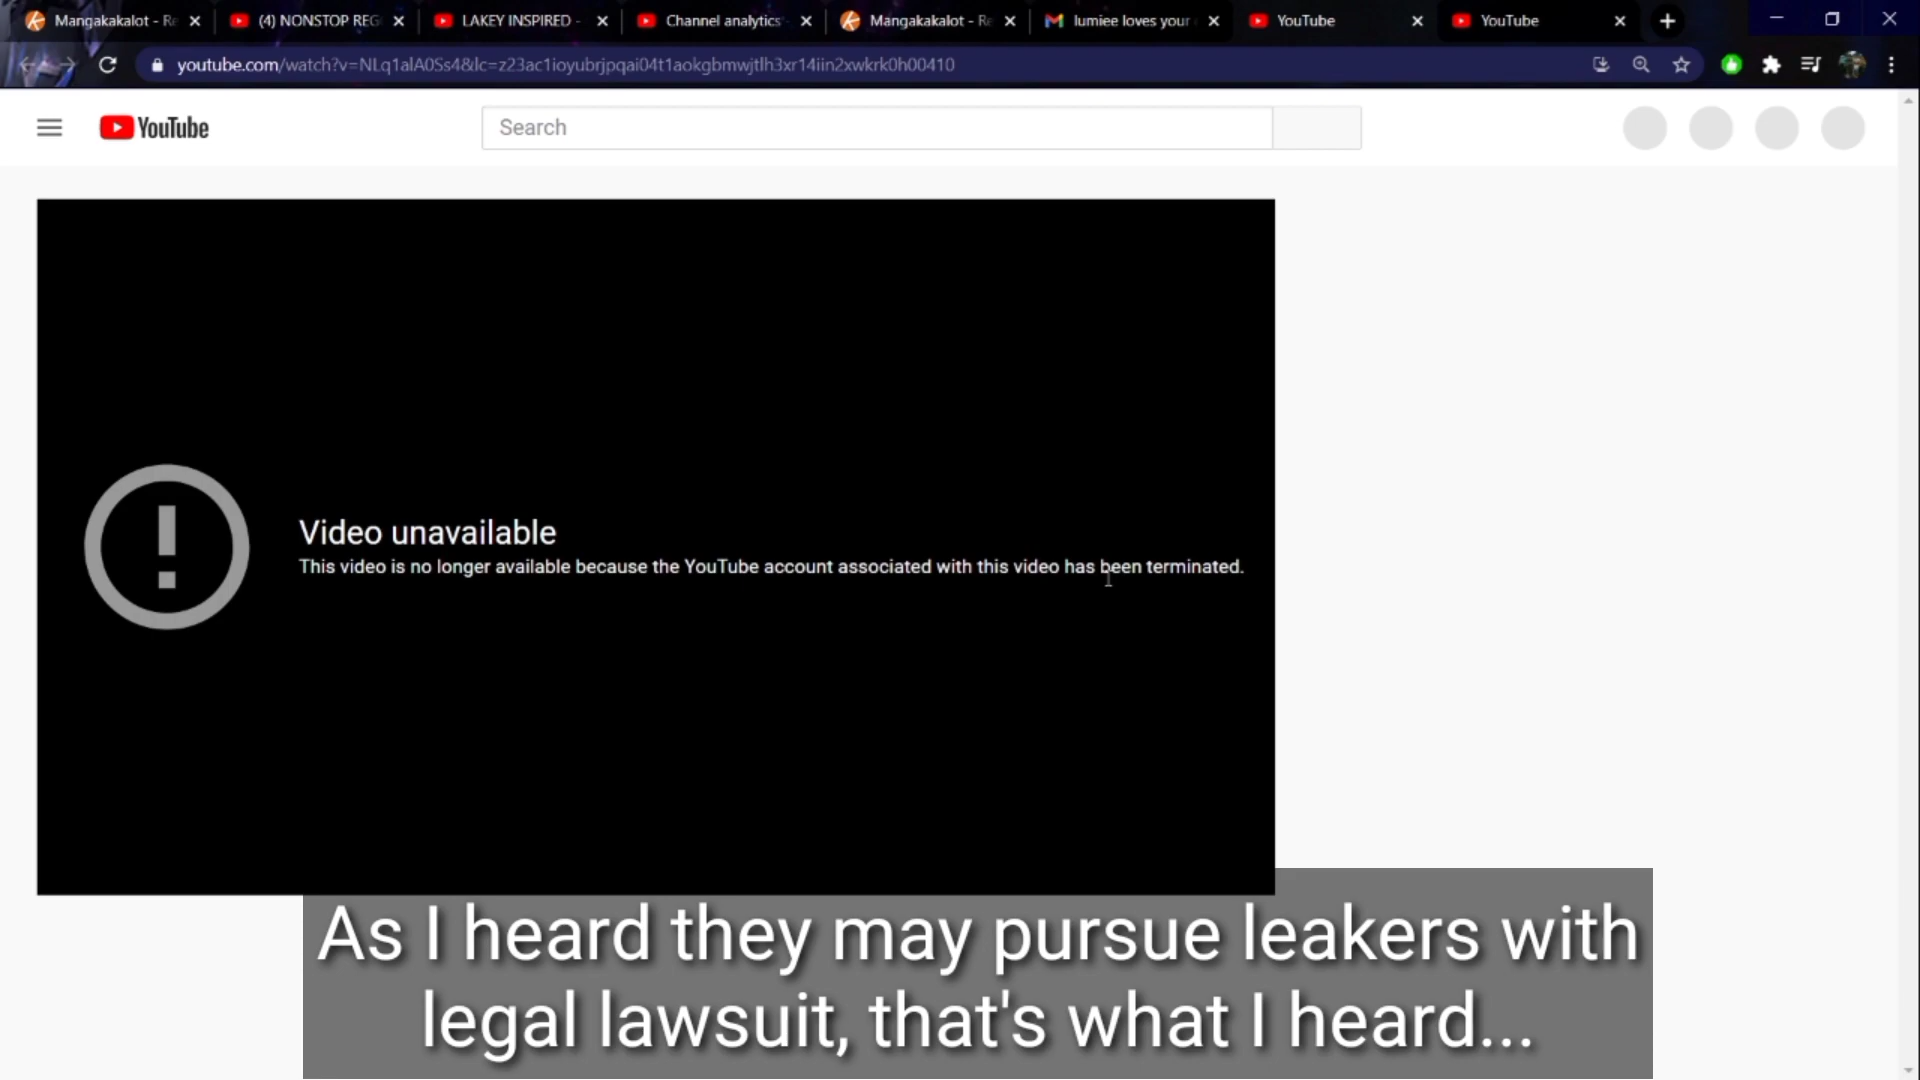 Mangakakalot - Re
(4) NONSTOP REG
LAKEY INSPIRED -
Channel analytics
Mangakakalot - Re
lumiee loves your
YouTube
YouTube
youtube.com/watch?v=NLq1alA0Ss4&lc=z23ac1ioyubrjpqai04t1aokgbmwjtlh3xr14iin2xwkrk0h00410
YouTube
Search
Video unavailable
This video is no longer available because the YouTube account associated with this video has been terminated.
As I heard they may pursue leakers with
legal lawsuit, that's what I heard...